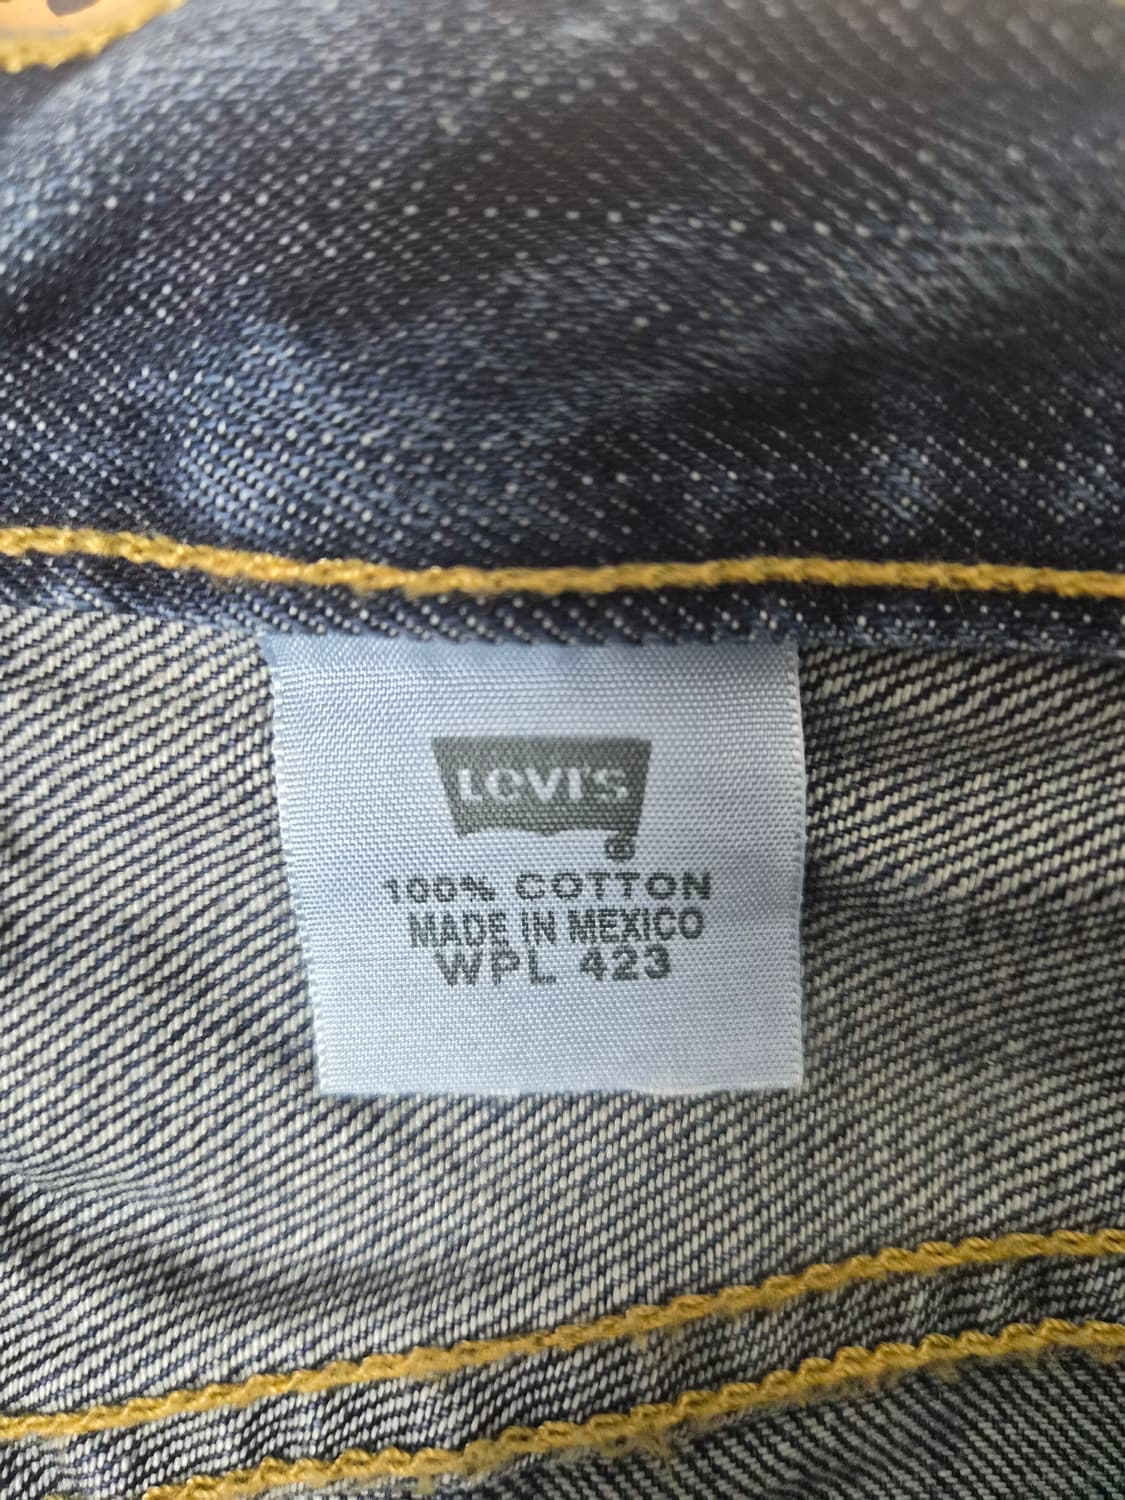 LEVI'S
®
100% COTTON
MADE IN MEXICO
WPL 423